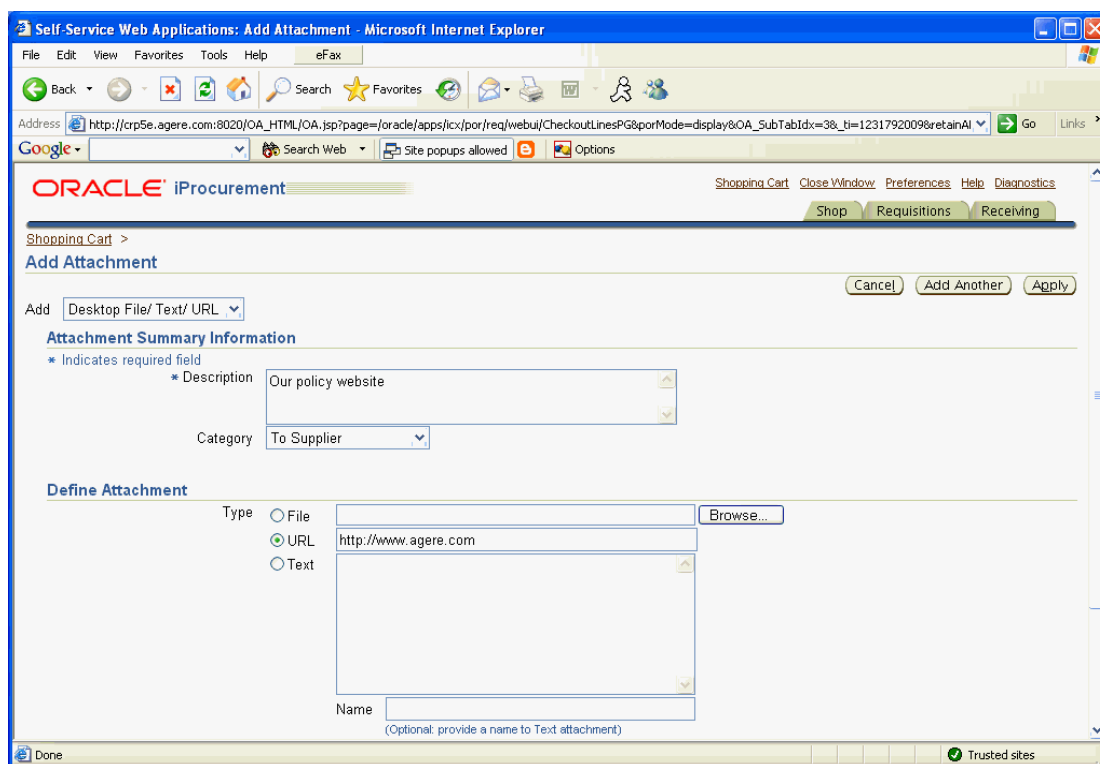 Self-Service Web Applications: Add Attachment - Microsoft Internet Explorer
File Edit View Favorites Tools Help eFax
Back Search Favorites
Address http://crp5e.agere.com:8020/OA_HTML/OA.jsp?page=/oracle/apps/icx/por/req/webui/CheckoutLinesPG&porMode=display&OA_SubTabIdx=3&_ti=1231792009&retainAl Go Links
Google Search Web Site popups allowed Options
ORACLE iProcurement
Shopping Cart Close Window Preferences Help Diagnostics
Shop Requisitions Receiving
Shopping Cart >
Add Attachment
Cancel Add Another Apply
Add Desktop File/ Text/ URL
Attachment Summary Information
* Indicates required field
* Description Our policy website
Category To Supplier
Define Attachment
Type File Browse...
URL http://www.agere.com
Text
Name
(Optional: provide a name to Text attachment)
Done Trusted sites